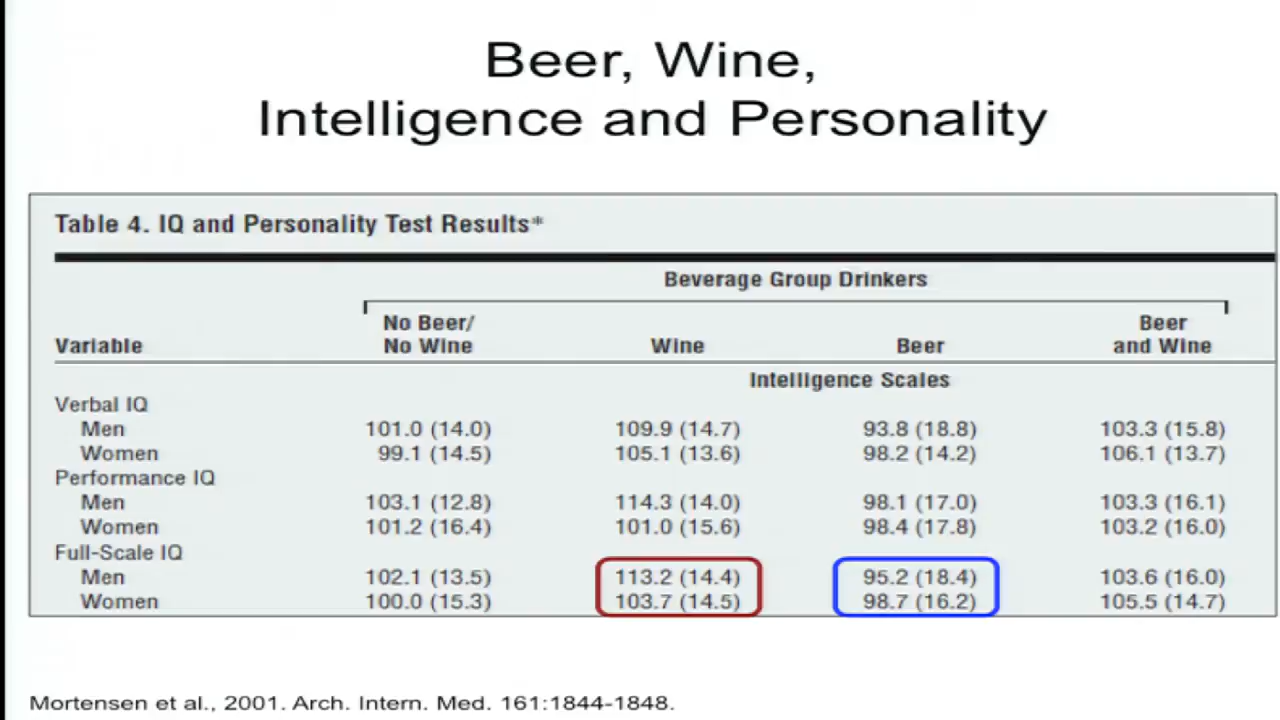 Beer, Wine,
Intelligence and Personality
Table 4. IQ and Personality Test Results*
Beverage Group Drinkers
No Beer/ Beer
Variable No Wine Wine Beer and Wine
Intelligence Scales
Verbal IQ
Men 101.0 (14.0) 109.9 (14.7) 93.8 (18.8) 103.3 (15.8)
Women 99.1 (14.5) 105.1 (13.6) 98.2 (14.2) 106.1 (13.7)
Performance IQ
Men 103.1 (12.8) 114.3 (14.0) 98.1 (17.0) 103.3 (16.1)
Women 101.2 (16.4) 101.0 (15.6) 98.4 (17.8) 103.2 (16.0)
Full-Scale IQ
Men 102.1 (13.5) 113.2 (14.4) 95.2 (18.4) 103.6 (16.0)
Women 100.0 (15.3) 103.7 (14.5) 98.7 (16.2) 105.5 (14.7)
Mortensen et al., 2001. Arch. Intern. Med. 161:1844-1848.